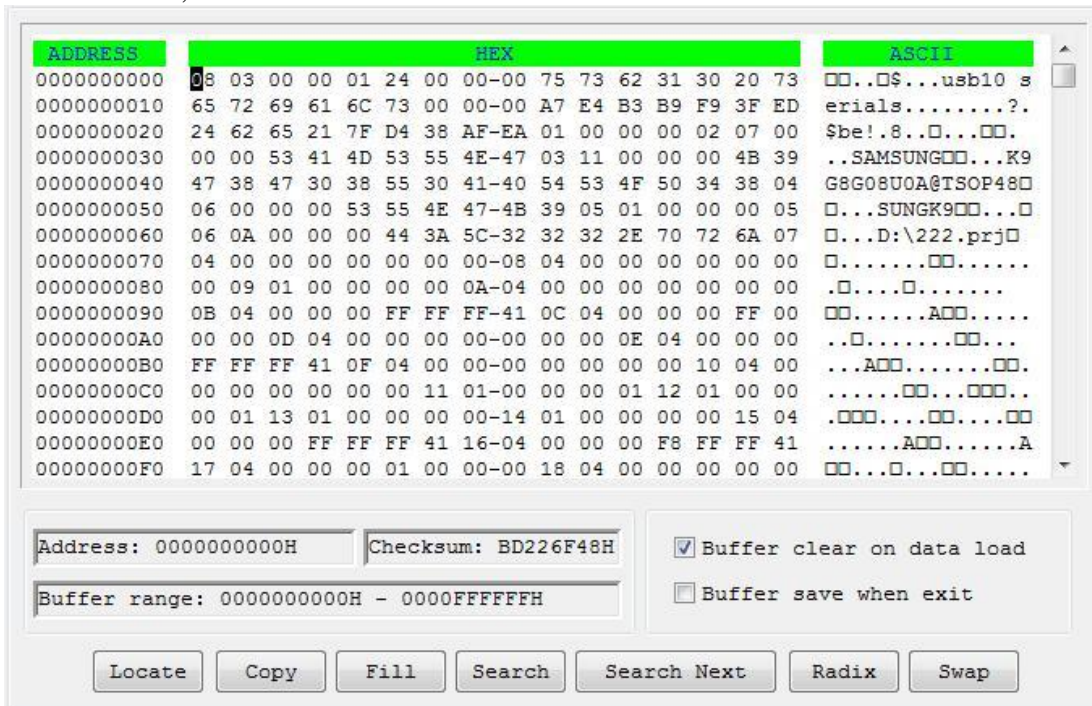 ADDRESS HEX ASCII
0000000000 08 03 00 00 01 24 00 00-00 75 73 62 31 30 20 73 □□..□$...usb10 s
0000000010 65 72 69 61 6C 73 00 00-00 A7 E4 B3 B9 F9 3F ED erials........?.
0000000020 24 62 65 21 7F D4 38 AF-EA 01 00 00 00 02 07 00 $be!.8..□...□□.
0000000030 00 00 53 41 4D 53 55 4E-47 03 11 00 00 00 4B 39 ..SAMSUNG□□...K9
0000000040 47 38 47 30 38 55 30 41-40 54 53 4F 50 34 38 04 G8G08U0A@TSOP48□
0000000050 06 00 00 00 53 55 4E 47-4B 39 05 01 00 00 00 05 □...SUNGK9□□...□
0000000060 06 0A 00 00 00 44 3A 5C-32 32 32 2E 70 72 6A 07 □...D:\222.prj□
0000000070 04 00 00 00 00 00 00 00-08 04 00 00 00 00 00 00 □.......□□......
0000000080 00 09 01 00 00 00 00 0A-04 00 00 00 00 00 00 00 .□....□.......
0000000090 0B 04 00 00 00 FF FF FF-41 0C 04 00 00 00 FF 00 □□......A□□.....
00000000A0 00 00 0D 04 00 00 00 00-00 00 00 0E 04 00 00 00 ..□.......□□...
00000000B0 FF FF FF 41 0F 04 00 00-00 00 00 00 00 10 04 00 ...A□□.......□□.
00000000C0 00 00 00 00 00 00 11 01-00 00 00 01 12 01 00 00 ......□□...□□□..
00000000D0 00 01 13 01 00 00 00 00-14 01 00 00 00 00 15 04 .□□□....□□....□□
00000000E0 00 00 00 FF FF FF 41 16-04 00 00 00 F8 FF FF 41 ......A□□......A
00000000F0 17 04 00 00 00 01 00 00-00 18 04 00 00 00 00 00 □□...□...□□.....
Address: 0000000000H Checksum: BD226F48H
Buffer clear on data load
Buffer range: 0000000000H - 0000FFFFFFH
Buffer save when exit
Locate Copy Fill Search Search Next Radix Swap